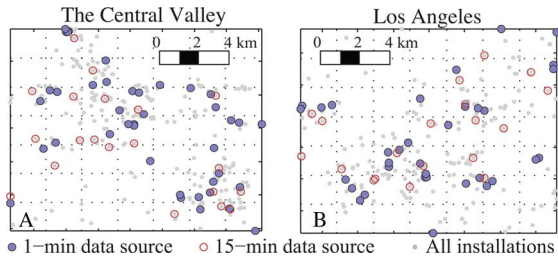 The Central Valley
Los Angeles
0 2 4 km
0 2 4 km
A
B
1−min data source
15−min data source
All installations